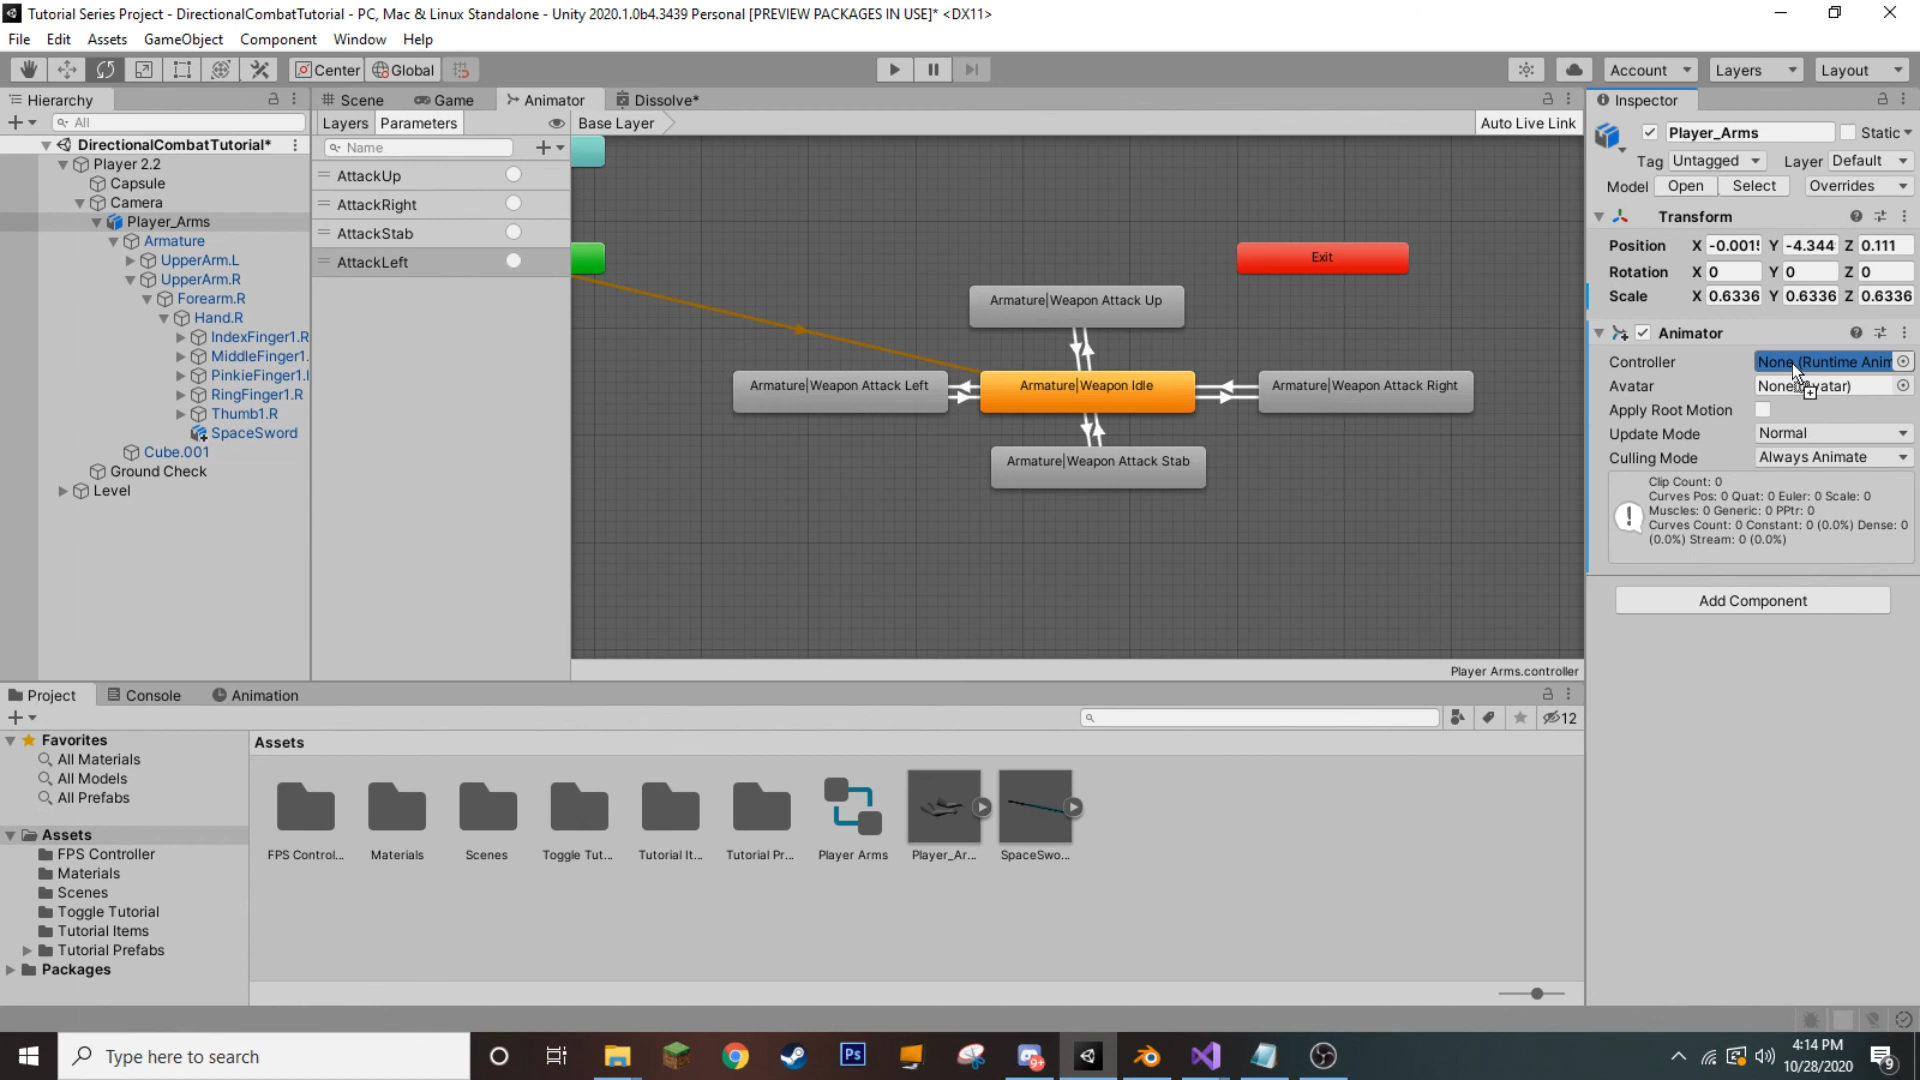 Tutorial Series Project - DirectionalCombatTutorial - PC, Mac & Linux Standalone - Unity 2020.1.0b4.3439 Personal [PREVIEW PACKAGES IN USE]* <DX11>
File Edit Assets GameObject Component Window Help
Center Global Account Layers Layout
Hierarchy
All
DirectionalCombatTutorial*
Player 2.2
Capsule
Camera
Player_Arms
Armature
UpperArm.L
UpperArm.R
Forearm.R
Hand.R
IndexFinger1.R
MiddleFinger1.
PinkieFinger1.
RingFinger1.R
Thumb1.R
SpaceSword
Cube.001
Ground Check
Level
Scene Game Animator Dissolve*
Layers Parameters Base Layer Auto Live Link
Name
AttackUp
AttackRight
AttackStab
AttackLeft
Exit
Armature|Weapon Attack Up
Armature|Weapon Attack Left Armature|Weapon Idle Armature|Weapon Attack Right
Armature|Weapon Attack Stab
Player Arms.controller
Inspector
Player_Arms Static
Tag Untagged Layer Default
Model Open Select Overrides
Transform
Position X -0.001 Y -4.344 Z 0.111
Rotation X 0 Y 0 Z 0
Scale X 0.6336 Y 0.6336 Z 0.6336
Animator
Controller None (Runtime Anim
Avatar None (Avatar)
Apply Root Motion
Update Mode Normal
Culling Mode Always Animate
Clip Count: 0
Curves Pos: 0 Quat: 0 Euler: 0 Scale: 0
Muscles: 0 Generic: 0 PPtr: 0
Curves Count: 0 Constant: 0 (0.0%) Dense: 0
(0.0%) Stream: 0 (0.0%)
Add Component
Project Console Animation
12
Favorites
All Materials
All Models
All Prefabs
Assets
FPS Controller
Materials
Scenes
Toggle Tutorial
Tutorial Items
Tutorial Prefabs
Packages
Assets
FPS Control... Materials Scenes Toggle Tut... Tutorial It... Tutorial Pr... Player Arms Player_Ar... SpaceSwo...
Type here to search
Ps
9+
4:14 PM
10/28/2020
9